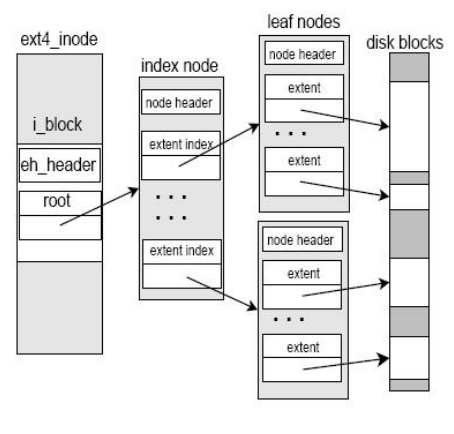 ext4_inode
i_block
eh_header
root
index node
node header
extent index
. . .
. . .
extent index
leaf nodes
node header
extent
. . .
extent
node header
extent
. . .
extent
disk blocks